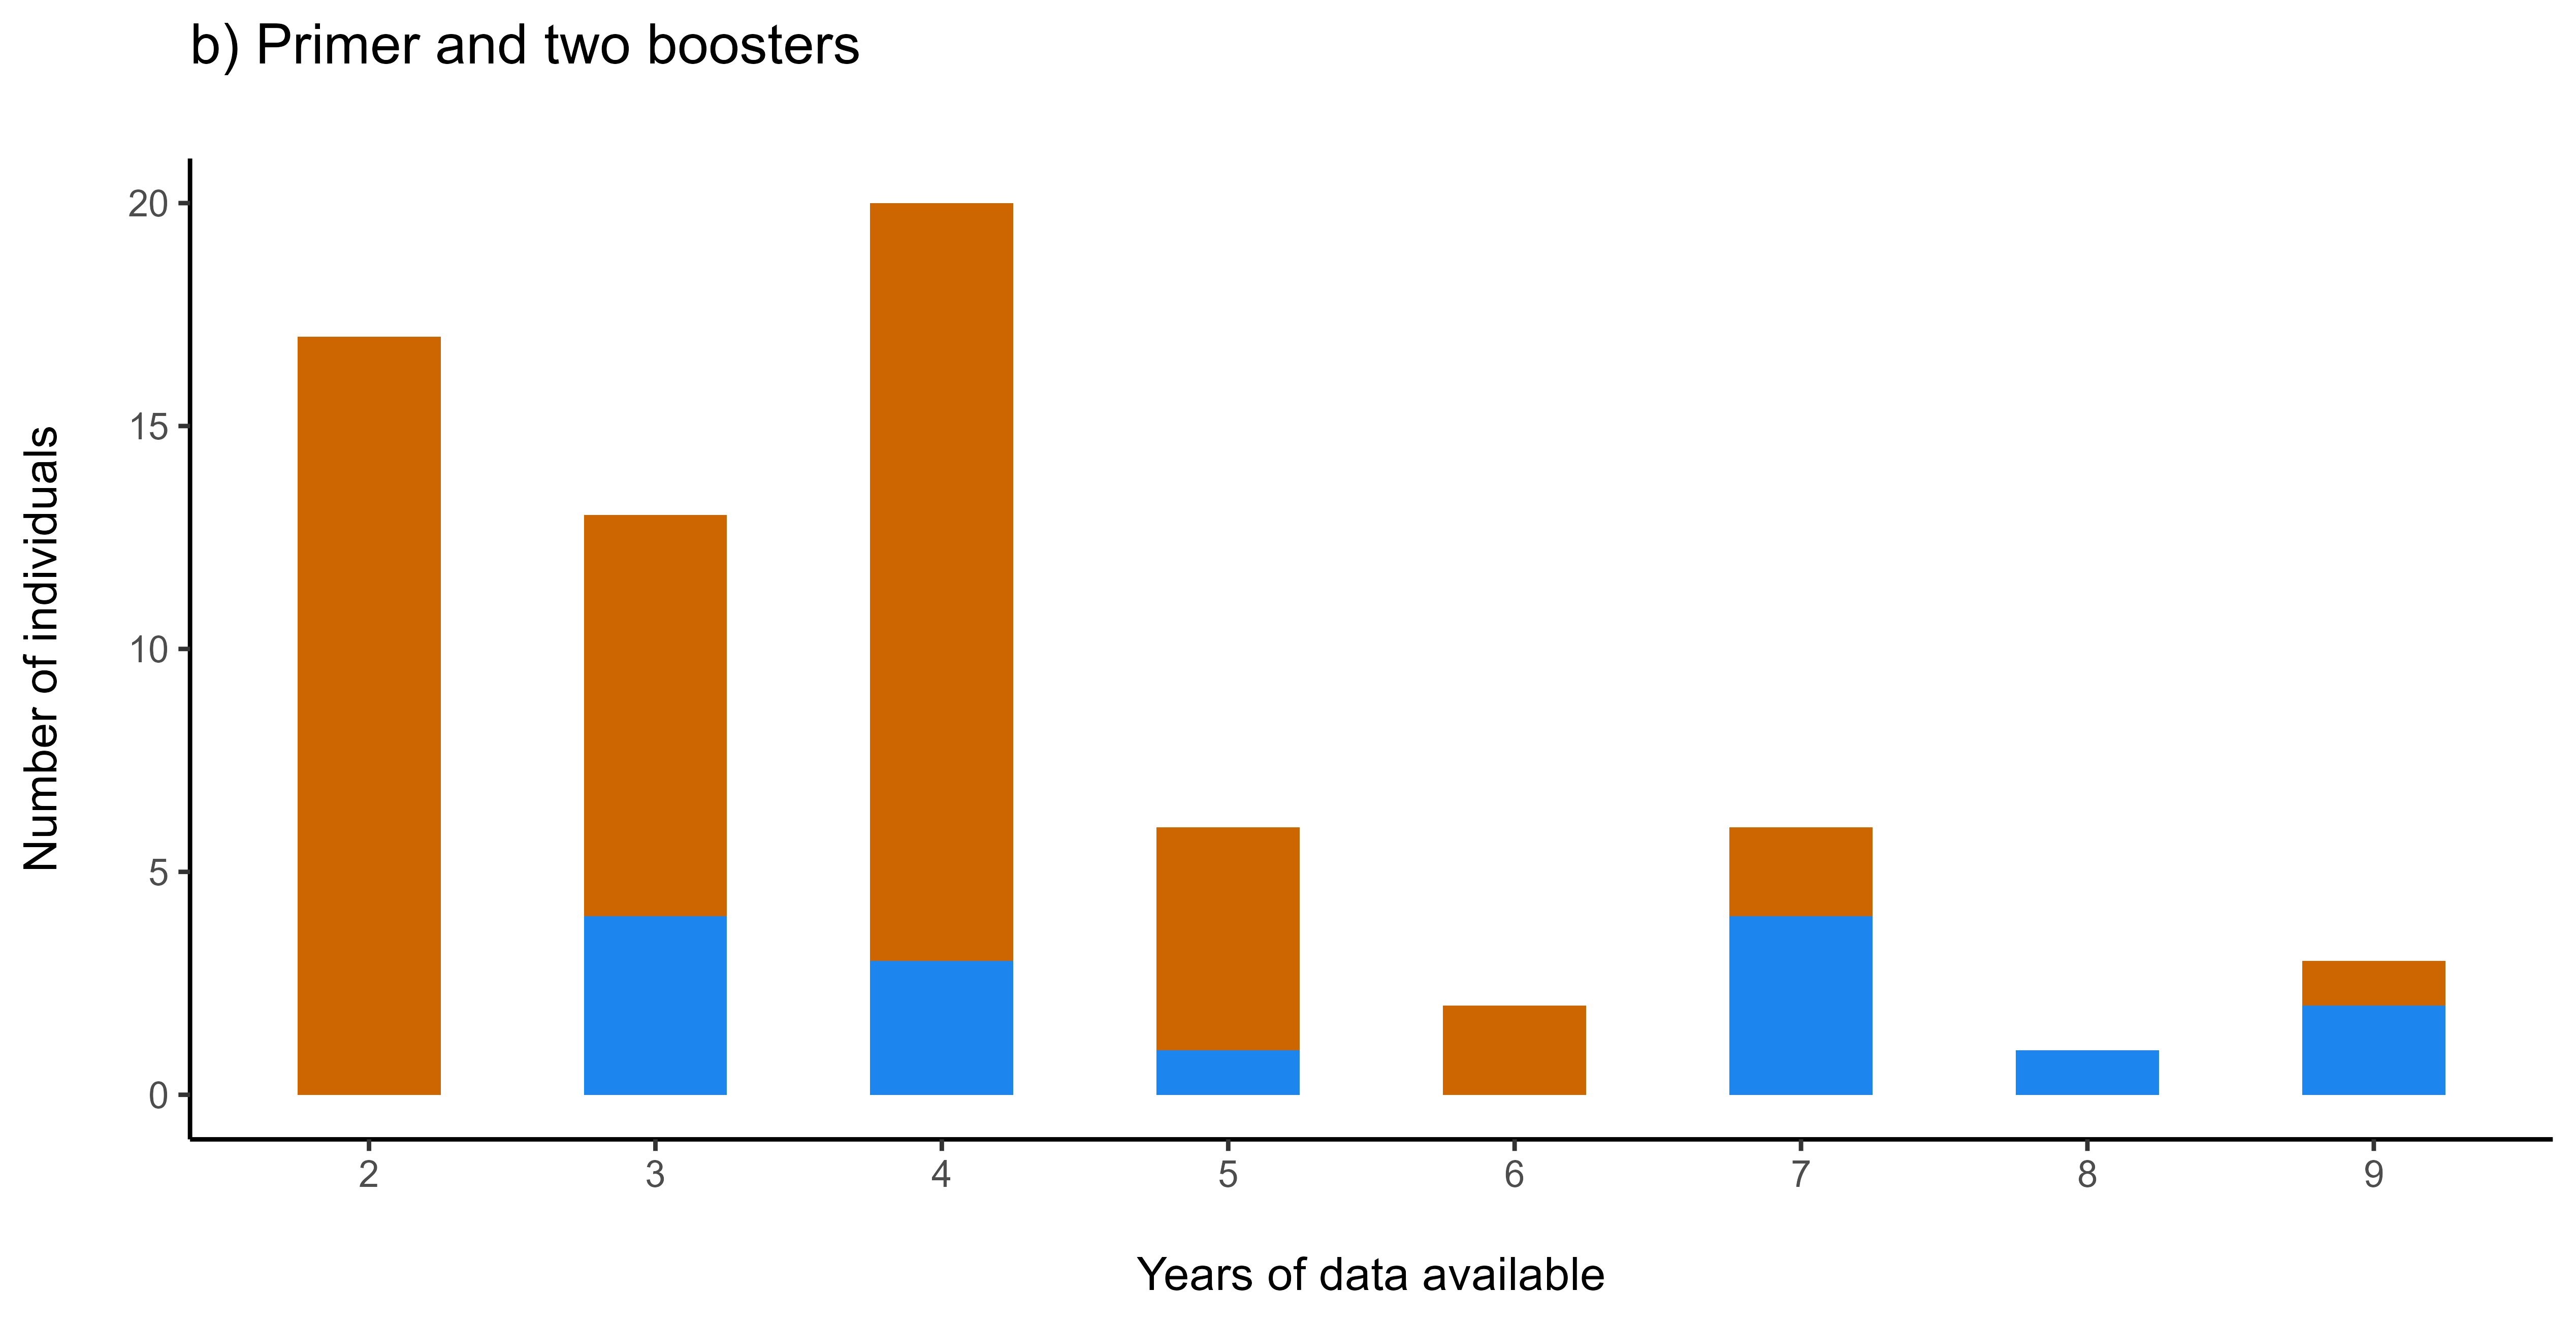 b) Primer and two boosters
Number of individuals
20
15
10
5
0
2 3 4 5 6 7 8 9
Years of data available